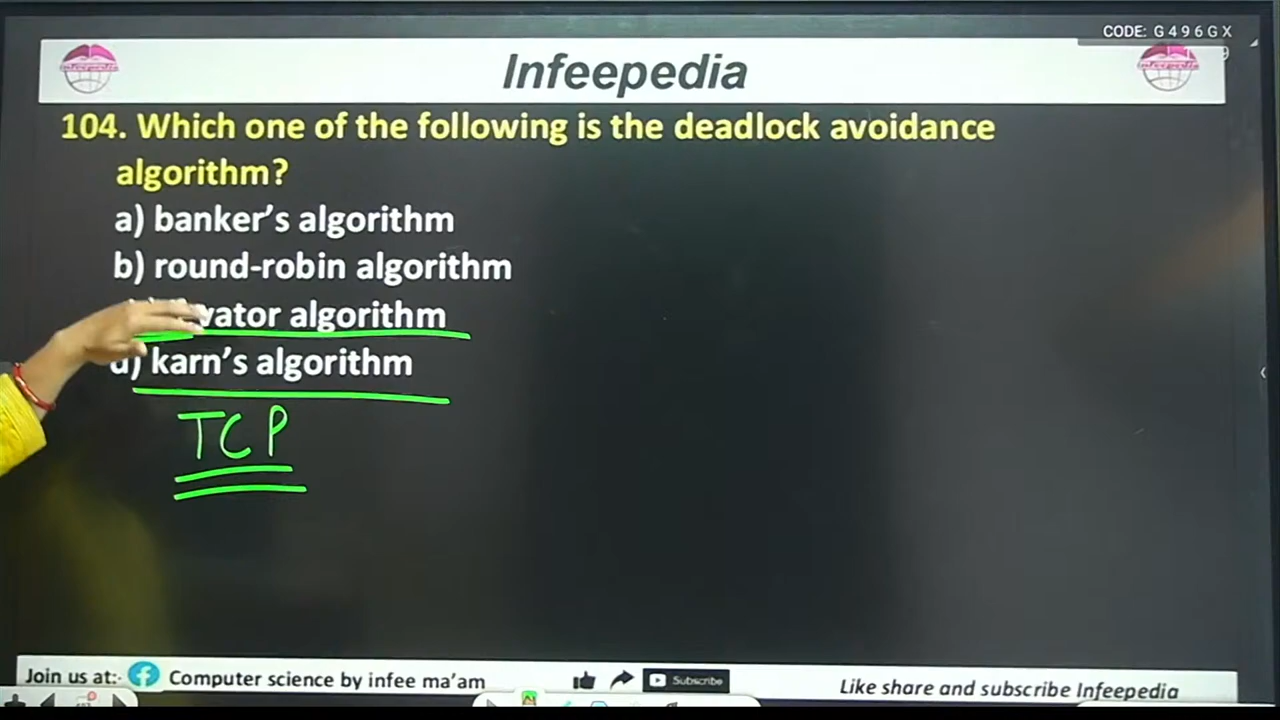 CODE: G 4 9 6 G X
Infeepedia
104. Which one of the following is the deadlock avoidance
algorithm?
a) banker's algorithm
b) round-robin algorithm
algorithm
d) karn's algorithm
TCP
Join us at:- Computer science by infee ma'am
Subscribe
Like share and subscribe Infeepedia